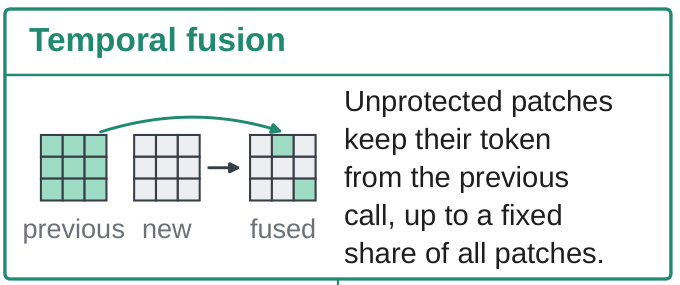 Temporal fusion
Unprotected patches
keep their token
from the previous
call, up to a fixed
share of all patches.
previous new fused